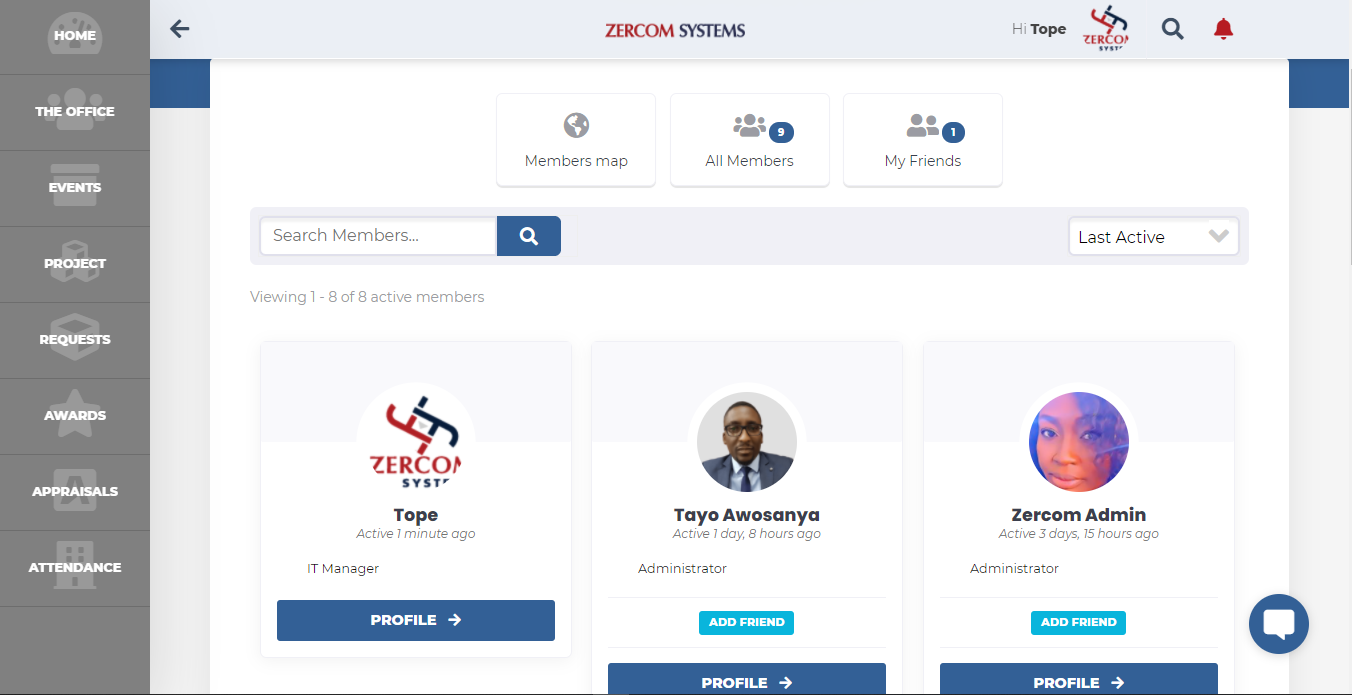 HOME
THE OFFICE
EVENTS
PROJECT
REQUESTS
AWARDS
APPRAISALS
ATTENDANCE
ZERCOM SYSTEMS
Hi Tope
ZERCOM
SYST
Members map
9
All Members
1
My Friends
Search Members...
Last Active
Viewing 1 - 8 of 8 active members
ZERCOM
SYST
Tope
Active 1 minute ago
IT Manager
PROFILE
Tayo Awosanya
Active 1 day, 8 hours ago
Administrator
ADD FRIEND
PROFILE
Zercom Admin
Active 3 days, 15 hours ago
Administrator
ADD FRIEND
PROFILE